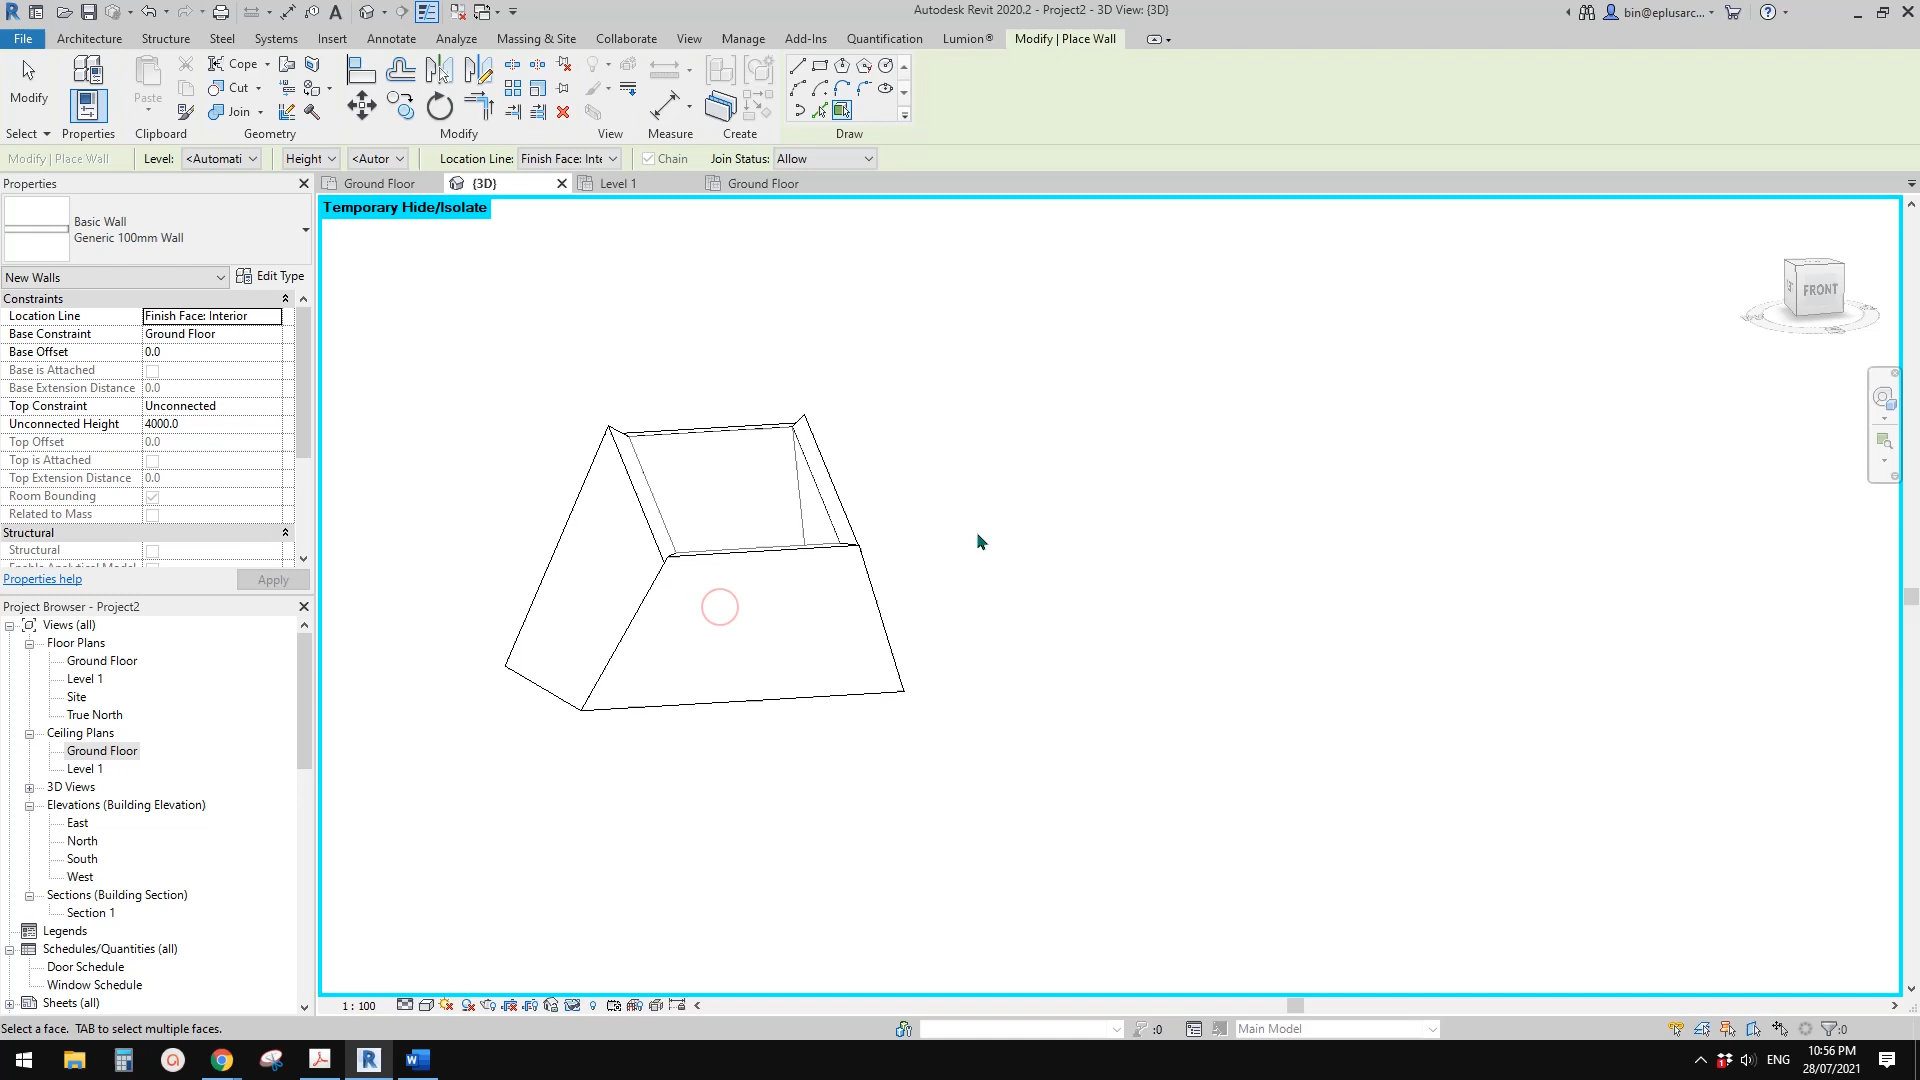 Autodesk Revit 2020.2 - Project2 - 3D View: {3D}
bin@eplusarc...
File Architecture Structure Steel Systems Insert Annotate Analyze Massing & Site Collaborate View Manage Add-Ins Quantification Lumion® Modify | Place Wall
Modify
Paste
Cope
Cut
Join
Select Properties Clipboard Geometry Modify View Measure Create Draw
Modify | Place Wall Level: <Automati Height <Autor Location Line: Finish Face: Inte Chain Join Status: Allow
Properties
Ground Floor {3D} Level 1 Ground Floor
Temporary Hide/Isolate
Basic Wall
Generic 100mm Wall
New Walls Edit Type
Constraints
Location Line Finish Face: Interior
Base Constraint Ground Floor
Base Offset 0.0
Base is Attached
Base Extension Distance 0.0
Top Constraint Unconnected
Unconnected Height 4000.0
Top Offset 0.0
Top is Attached
Top Extension Distance 0.0
Room Bounding
Related to Mass
Structural
Structural
Enable Analytical Model
Properties help Apply
FRONT
Project Browser - Project2
Views (all)
Floor Plans
Ground Floor
Level 1
Site
True North
Ceiling Plans
Ground Floor
Level 1
3D Views
Elevations (Building Elevation)
East
North
South
West
Sections (Building Section)
Section 1
Legends
Schedules/Quantities (all)
Door Schedule
Window Schedule
Sheets (all)
1 : 100
Select a face. TAB to select multiple faces.
:0
Main Model
:0
ENG
10:56 PM
28/07/2021